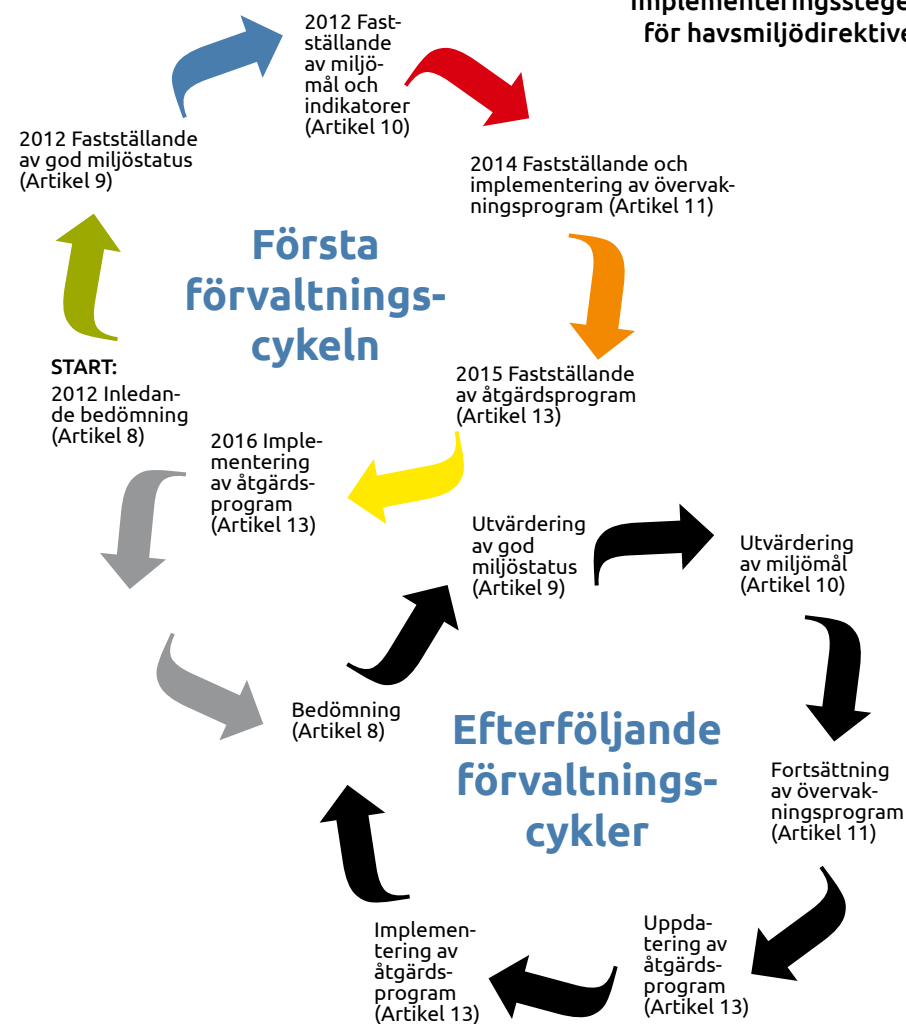 Implementeringsstege
för havsmiljödirektive
2012 Fast-
ställande
av miljö-
mål och
indikatorer
(Artikel 10)
2012 Fastställande
av god miljöstatus
(Artikel 9)
2014 Fastställande och
implementering av övervak-
ningsprogram (Artikel 11)
Första
förvaltnings-
cykeln
START:
2012 Inledan-
de bedömning
(Artikel 8)
2015 Fastställande
av åtgärdsprogram
(Artikel 13)
2016 Imple-
mentering
av åtgärds-
program
(Artikel 13)
Utvärdering
av god
miljöstatus
(Artikel 9)
Utvärdering
av miljömål
(Artikel 10)
Bedömning
(Artikel 8)
Efterföljande
förvaltnings-
cykler
Fortsättning
av övervak-
ningsprogram
(Artikel 11)
Uppda-
tering av
åtgärds-
program
(Artikel 13)
Implemen-
tering av
åtgärds-
program
(Artikel 13)